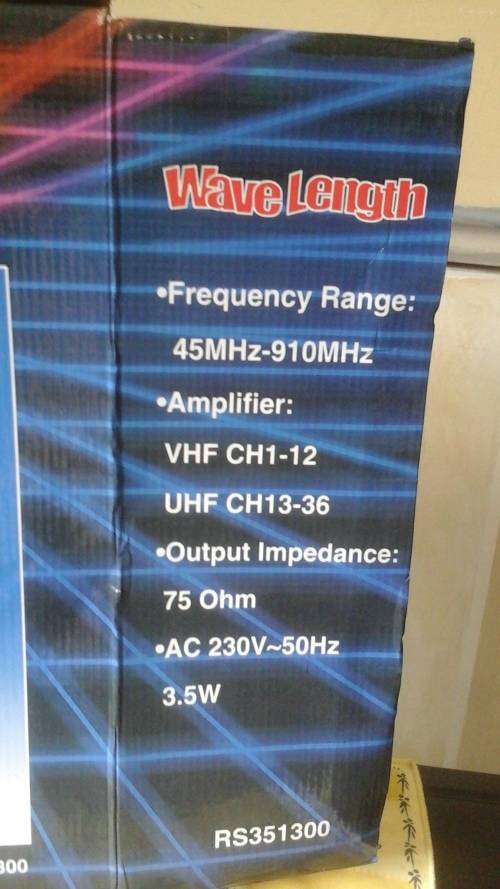 Wave Length
•Frequency Range:
45MHz-910MHz
•Amplifier:
VHF CH1-12
UHF CH13-36
•Output Impedance:
75 Ohm
•AC 230V~50Hz
3.5W
RS351300
300